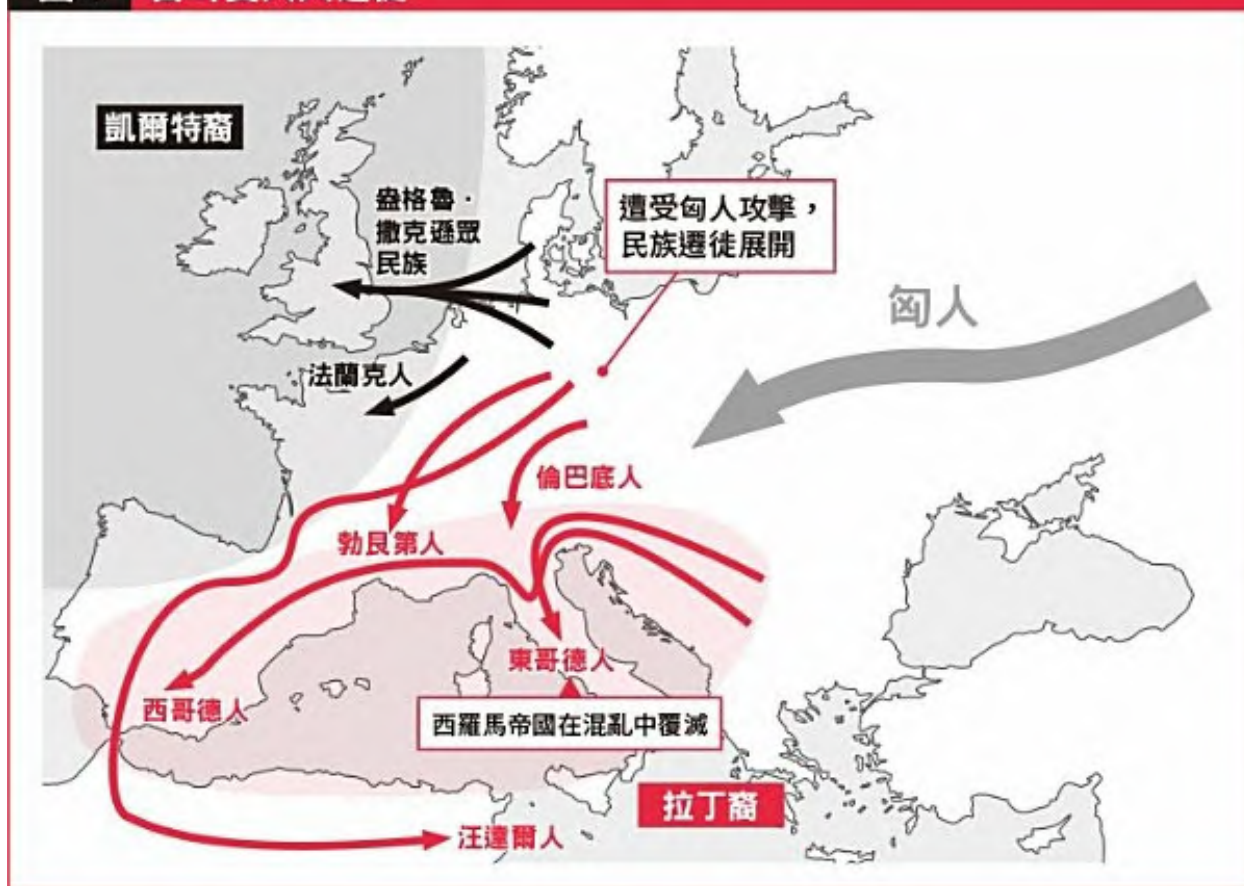 凱爾特裔
盎格魯·
撒克遜眾
民族
遭受匈人攻擊，
民族遷徙展開
匈人
法蘭克人
倫巴底人
勃艮第人
東哥德人
西哥德人
西羅馬帝國在混亂中覆滅
拉丁裔
汪達爾人